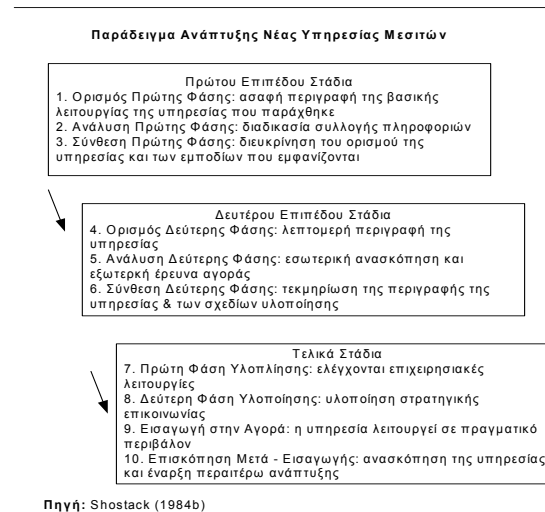 Παράδειγμα Ανάπτυξης Νέας Υπηρεσίας Μεσιτών
Πρώτου Επιπέδου Στάδια
1. Ορισμός Πρώτης Φάσης: ασαφή περιγραφή της βασικής
λειτουργίας της υπηρεσίας που παράχθηκε
2. Ανάλυση Πρώτης Φάσης: διαδικασία συλλογής πληροφοριών
3. Σύνθεση Πρώτης Φάσης: διευκρίνηση του ορισμού της
υπηρεσίας και των εμποδίων που εμφανίζονται
Δευτέρου Επιπέδου Στάδια
4. Ορισμός Δεύτερης Φάσης: λεπτομερή περιγραφή της
υπηρεσίας
5. Ανάλυση Δεύτερης Φάσης: εσωτερική ανασκόπηση και
εξωτερκή έρευνα αγοράς
6. Σύνθεση Δεύτερης Φάσης: τεκμηρίωση της περιγραφής της
υπηρεσίας & των σχεδίων υλοποίησης
Τελικά Στάδια
7. Πρώτη Φάση Υλοπλίησης: ελέγχονται επιχειρησιακές
λειτουργίες
8. Δεύτερη Φάση Υλοποίησης: υλοποίηση στρατηγικής
επικοινωνίας
9. Εισαγωγή στην Αγορά: η υπηρεσία λειτουργεί σε πραγματικό
περιβάλον
10. Επισκόπηση Μετά - Εισαγωγής: ανασκόπηση της υπηρεσίας
και έναρξη περαιτέρω ανάπτυξης
Πηγή: Shostack (1984b)